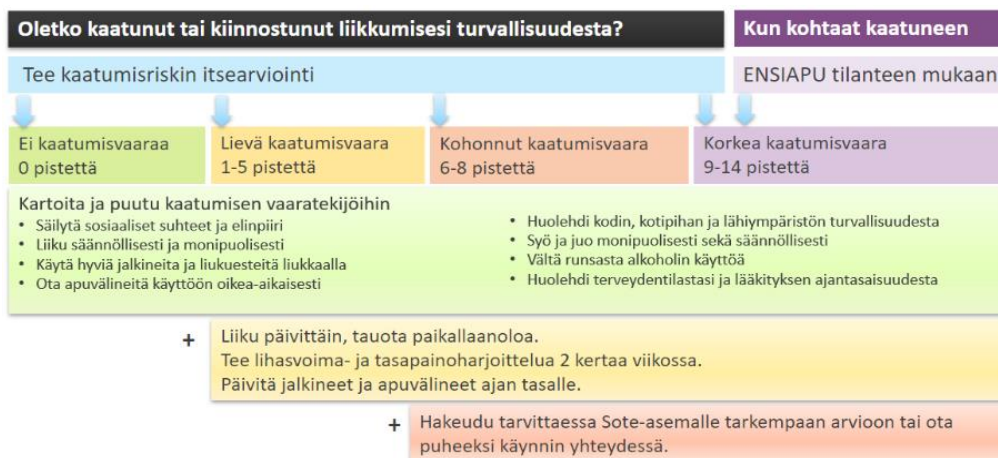 Oletko kaatunut tai kiinnostunut liikkumisesi turvallisuudesta?
Kun kohtaat kaatuneen
Tee kaatumisriskin itsearviointi
ENSIAPU tilanteen mukaan
Ei kaatumisvaaraa
0 pistettä
Lievä kaatumisvaara
1-5 pistettä
Kohonnut kaatumisvaara
6-8 pistettä
Korkea kaatumisvaara
9-14 pistettä
Kartoita ja puutu kaatumisen vaaratekijöihin
• Säilytä sosiaaliset suhteet ja elinpiiri
• Liiku säännöllisesti ja monipuolisesti
• Käytä hyviä jalkineita ja liukuesteitä liukkaalla
• Ota apuvälineitä käyttöön oikea-aikaisesti
• Huolehdi kodin, kotipihan ja lähiympäristön turvallisuudesta
• Syö ja juo monipuolisesti sekä säännöllisesti
• Vältä runsasta alkoholin käyttöä
• Huolehdi terveydentilastasi ja lääkityksen ajantasaisuudesta
+ Liiku päivittäin, tauota paikallaanoloa.
Tee lihasvoima- ja tasapainoharjoittelua 2 kertaa viikossa.
Päivitä jalkineet ja apuvälineet ajan tasalle.
+ Hakeudu tarvittaessa Sote-asemalle tarkempaan arvioon tai ota
puheeksi käynnin yhteydessä.